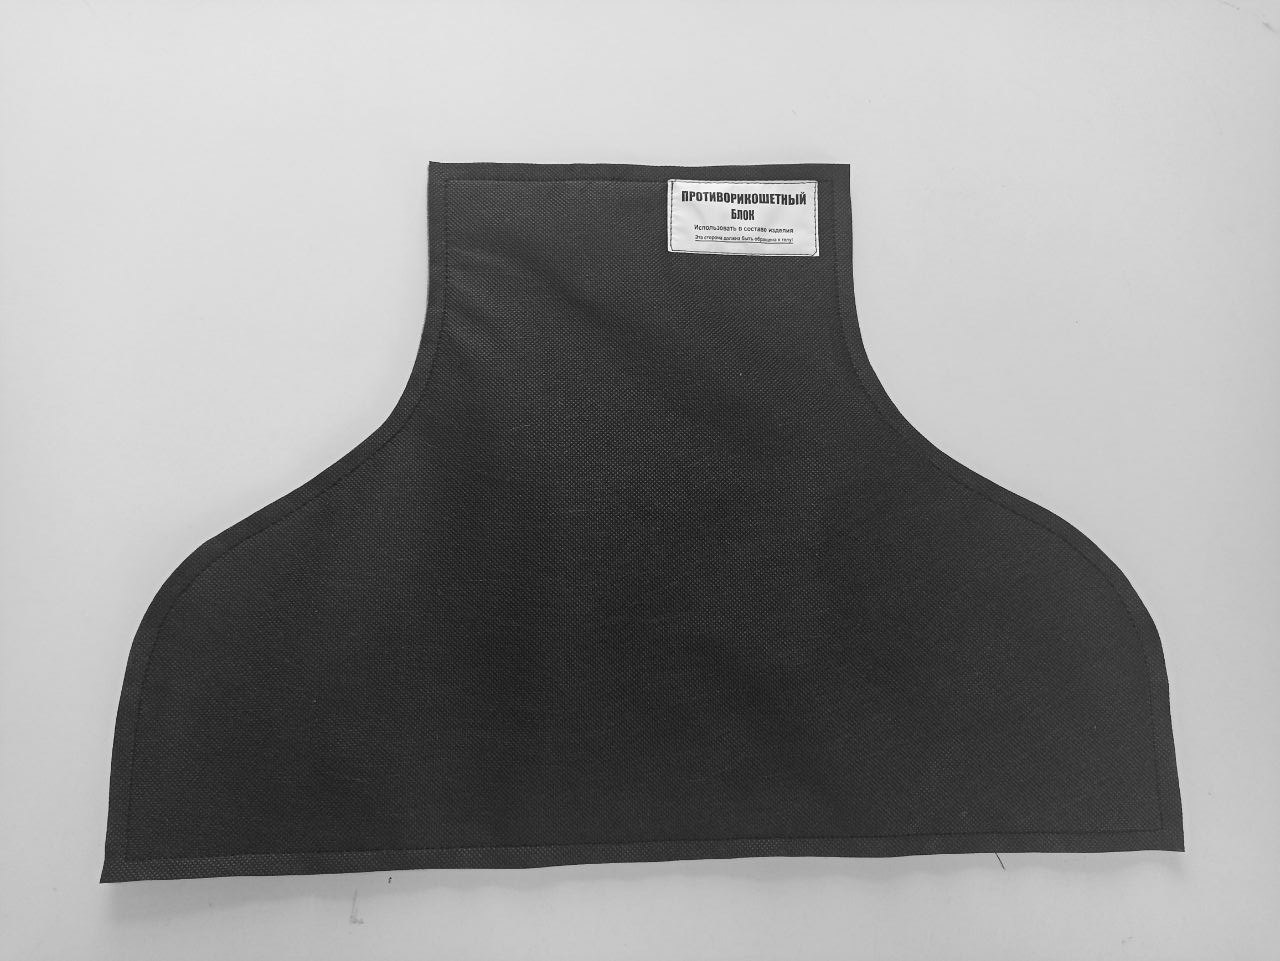 ПРОТИВОРИКОШЕТНЫЙ
БЛОК
Использовать в составе изделия
Эта сторона должна быть обращена к телу!